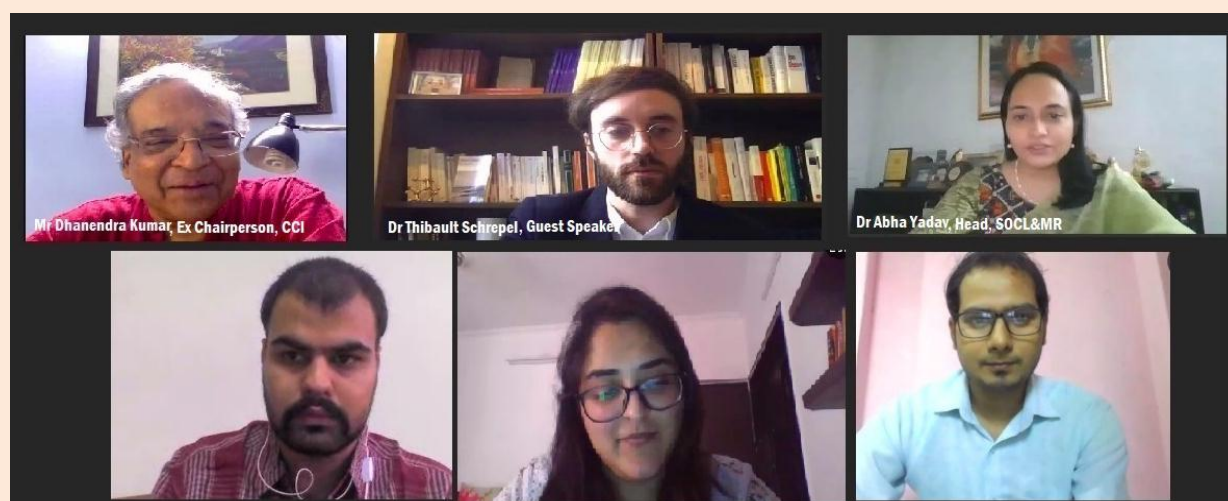 Mr Dhanendra Kumar, Ex Chairperson, CCI
Dr Thibault Schrepel, Guest Speaker
Dr Abha Yadav, Head, SOCL&MR